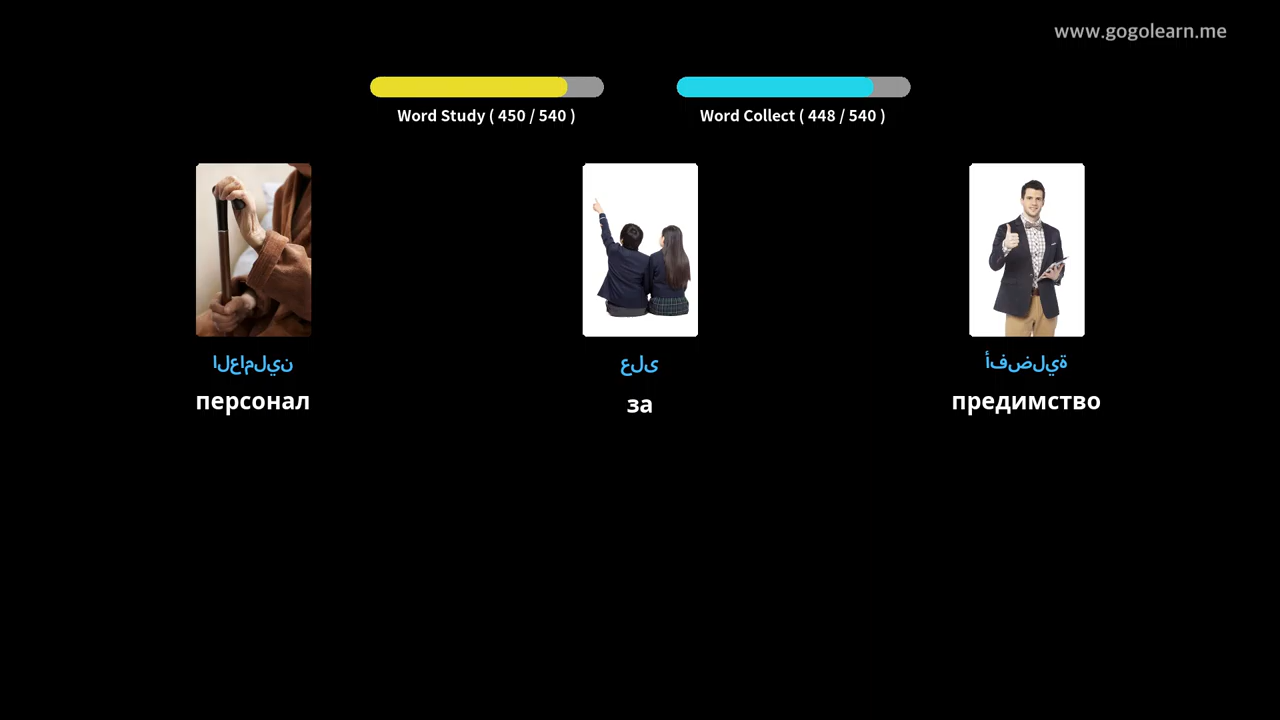 www.gogolearn.me
Word Study ( 450 / 540 )
Word Collect ( 448 / 540 )
العاملين
على
أفضلية
персонал
за
предимство